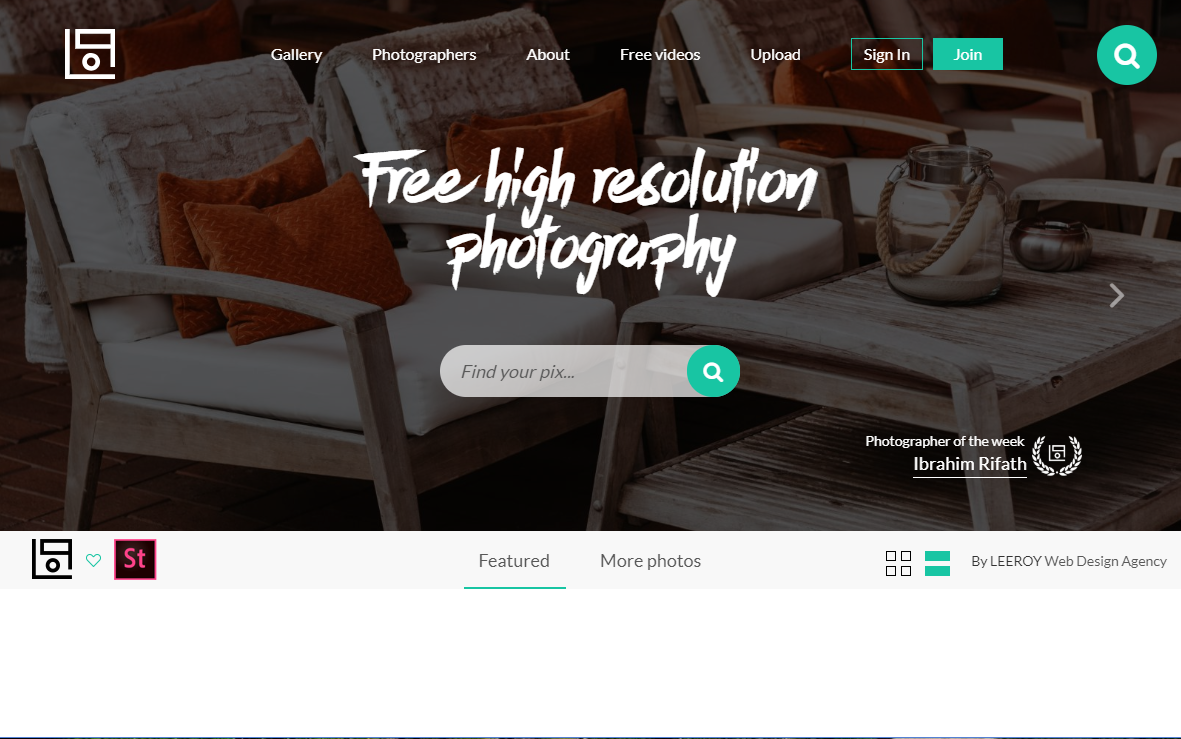 Gallery Photographers About Free videos Upload Sign In Join
Free high resolution
photography
Find your pix...
Photographer of the week
Ibrahim Rifath
St Featured More photos By LEEROY Web Design Agency